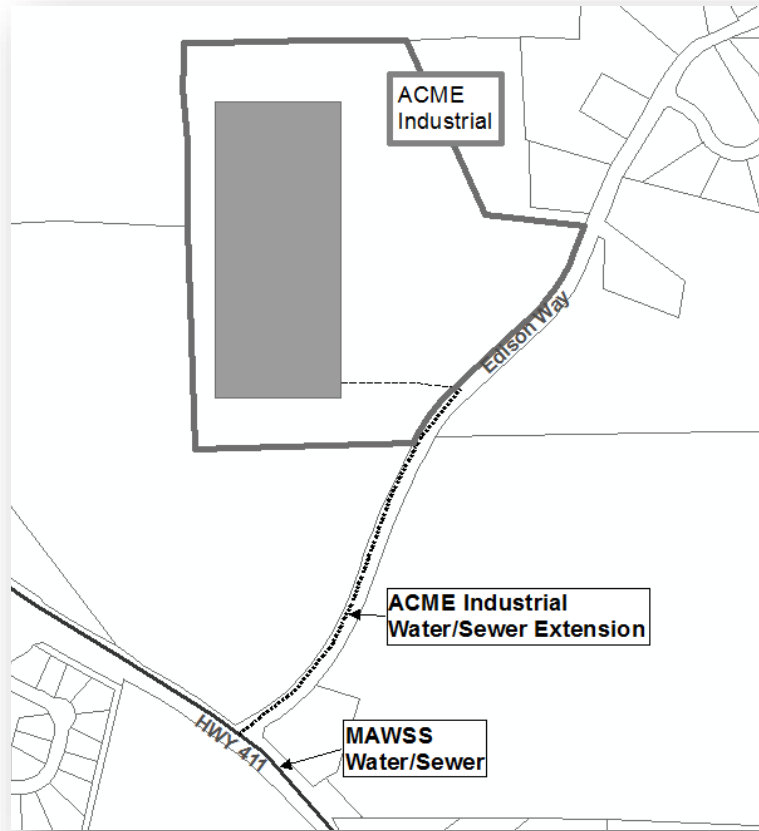 ACME
Industrial
Edison Way
ACME Industrial
Water/Sewer Extension
HWY 411
MAWSS
Water/Sewer